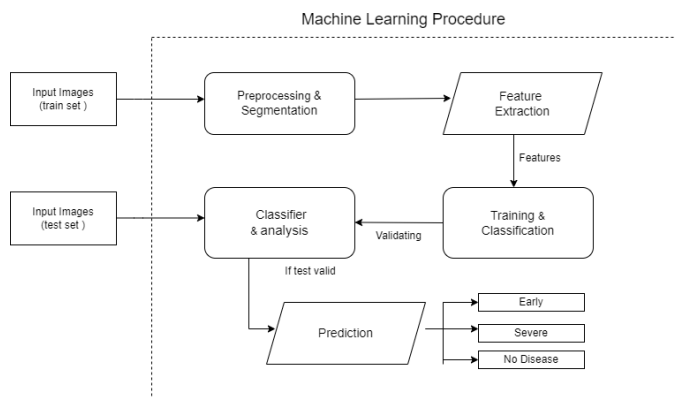 Machine Learning Procedure
Input Images
(train set )
Preprocessing &
Segmentation
Feature
Extraction
Features
Input Images
(test set )
Classifier
& analysis
Validating
Training &
Classification
If test valid
Prediction
Early
Severe
No Disease